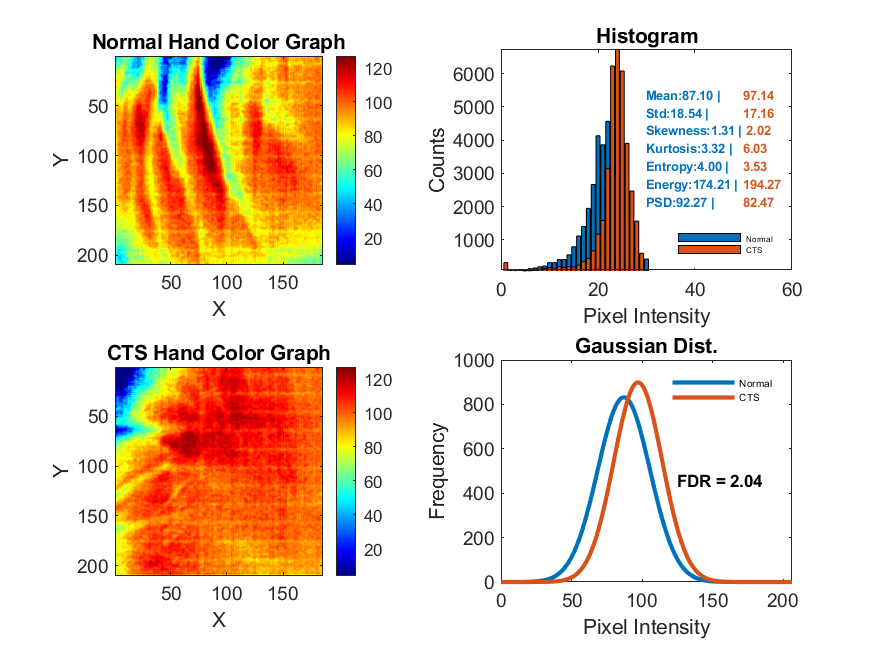 Normal Hand Color Graph
50
100
150
200
Y
50
100
150
X
120
100
80
60
40
20
Histogram
6000
5000
4000
3000
2000
1000
Counts
Mean:87.10 | 97.14
Std:18.54 | 17.16
Skewness:1.31 | 2.02
Kurtosis:3.32 | 6.03
Entropy:4.00 | 3.53
Energy:174.21 | 194.27
PSD:92.27 | 82.47
Normal
CTS
0
20
40
60
Pixel Intensity
CTS Hand Color Graph
50
100
150
200
Y
50
100
150
X
120
100
80
60
40
20
Gaussian Dist.
1000
800
600
400
200
0
Frequency
Normal
CTS
FDR = 2.04
0
50
100
150
200
Pixel Intensity